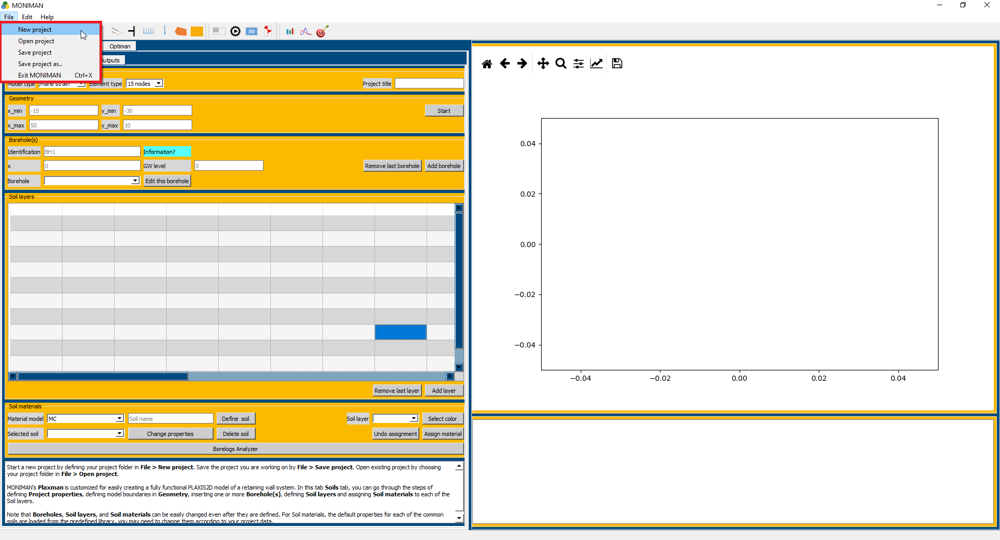 MONIMAN
File Edit Help
New project
Open project
Save project
Save project as..
Exit MONIMAN Ctrl+X
2D
Optiman
utputs
Model type Plane strain Element type 15 nodes Project title
Geometry
x_min -15 y_min -30 Start
x_max 50 y_max 10
Borehole(s)
Identification BH1 Information?
x 0 GW level 0 Remove last borehole Add borehole
Borehole Edit this borehole
Soil layers
Remove last layer Add layer
Soil materials
Material model MC Soil name Define soil Soil layer Select color
Selected soil Change properties Delete soil Undo assignment Assign material
Borelogs Analyzer
Start a new project by defining your project folder in File > New project. Save the project you are working on by File > Save project. Open existing project by choosing
your project folder in File > Open project.
MONIMAN's Plaxman is customized for easily creating a fully functional PLAXIS2D model of a retaining wall system. In this tab Soils tab, you can go through the steps of
defining Project properties, defining model boundaries in Geometry, inserting one or more Borehole(s), defining Soil layers and assigning Soil materials to each of the
Soil layers.
Note that Boreholes, Soil layers, and Soil materials can be easily changed even after they are defined. For Soil materials, the default properties for each of the common
soils are loaded from the predefined library, you may need to change them according to your project data.
0.04
0.02
0.00
−0.02
−0.04
−0.04 −0.02 0.00 0.02 0.04